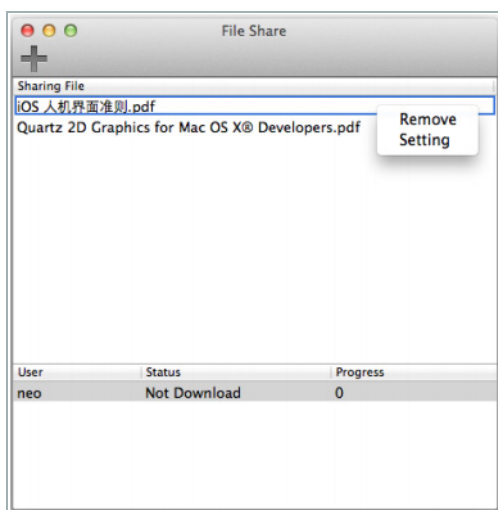 File Share
Sharing File
iOS 人机界面准则.pdf
Quartz 2D Graphics for Mac OS X® Developers.pdf
Remove
Setting
User Status Progress
neo Not Download 0